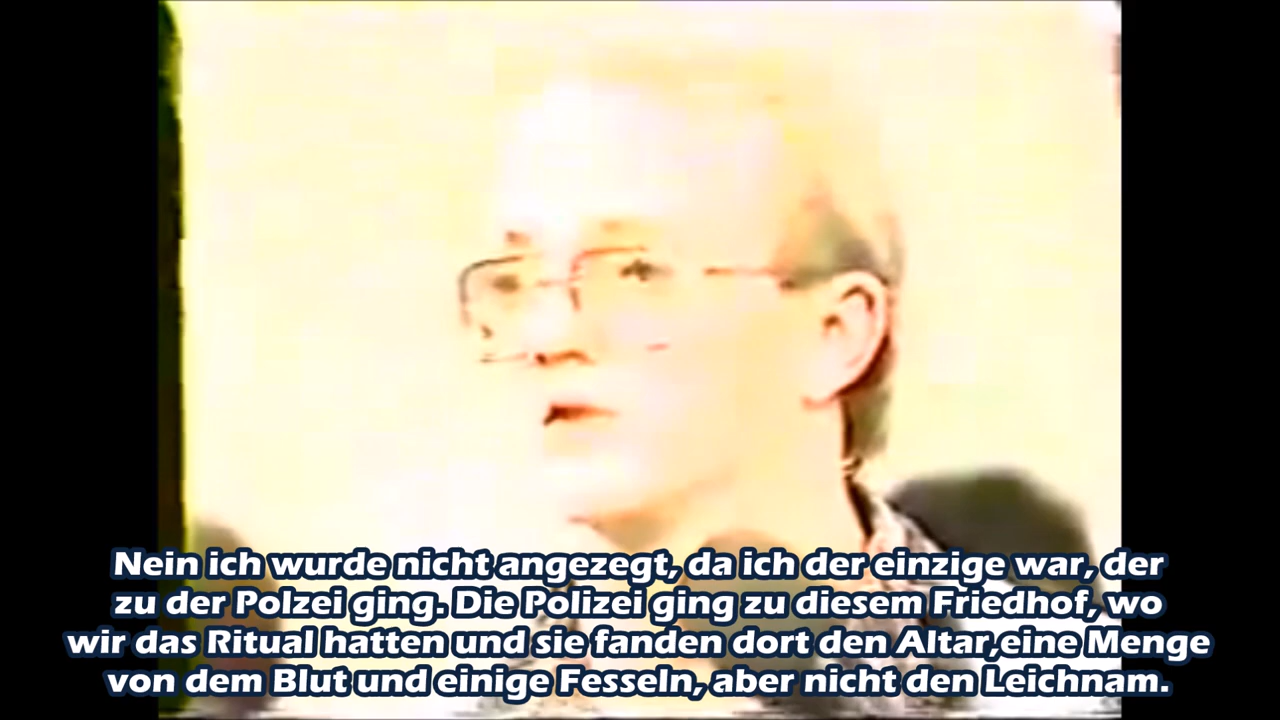 Nein ich wurde nicht angezegt, da ich der einzige war, der
zu der Polzei ging. Die Polizei ging zu diesem Friedhof, wo
wir das Ritual hatten und sie fanden dort den Altar,eine Menge
von dem Blut und einige Fesseln, aber nicht den Leichnam.